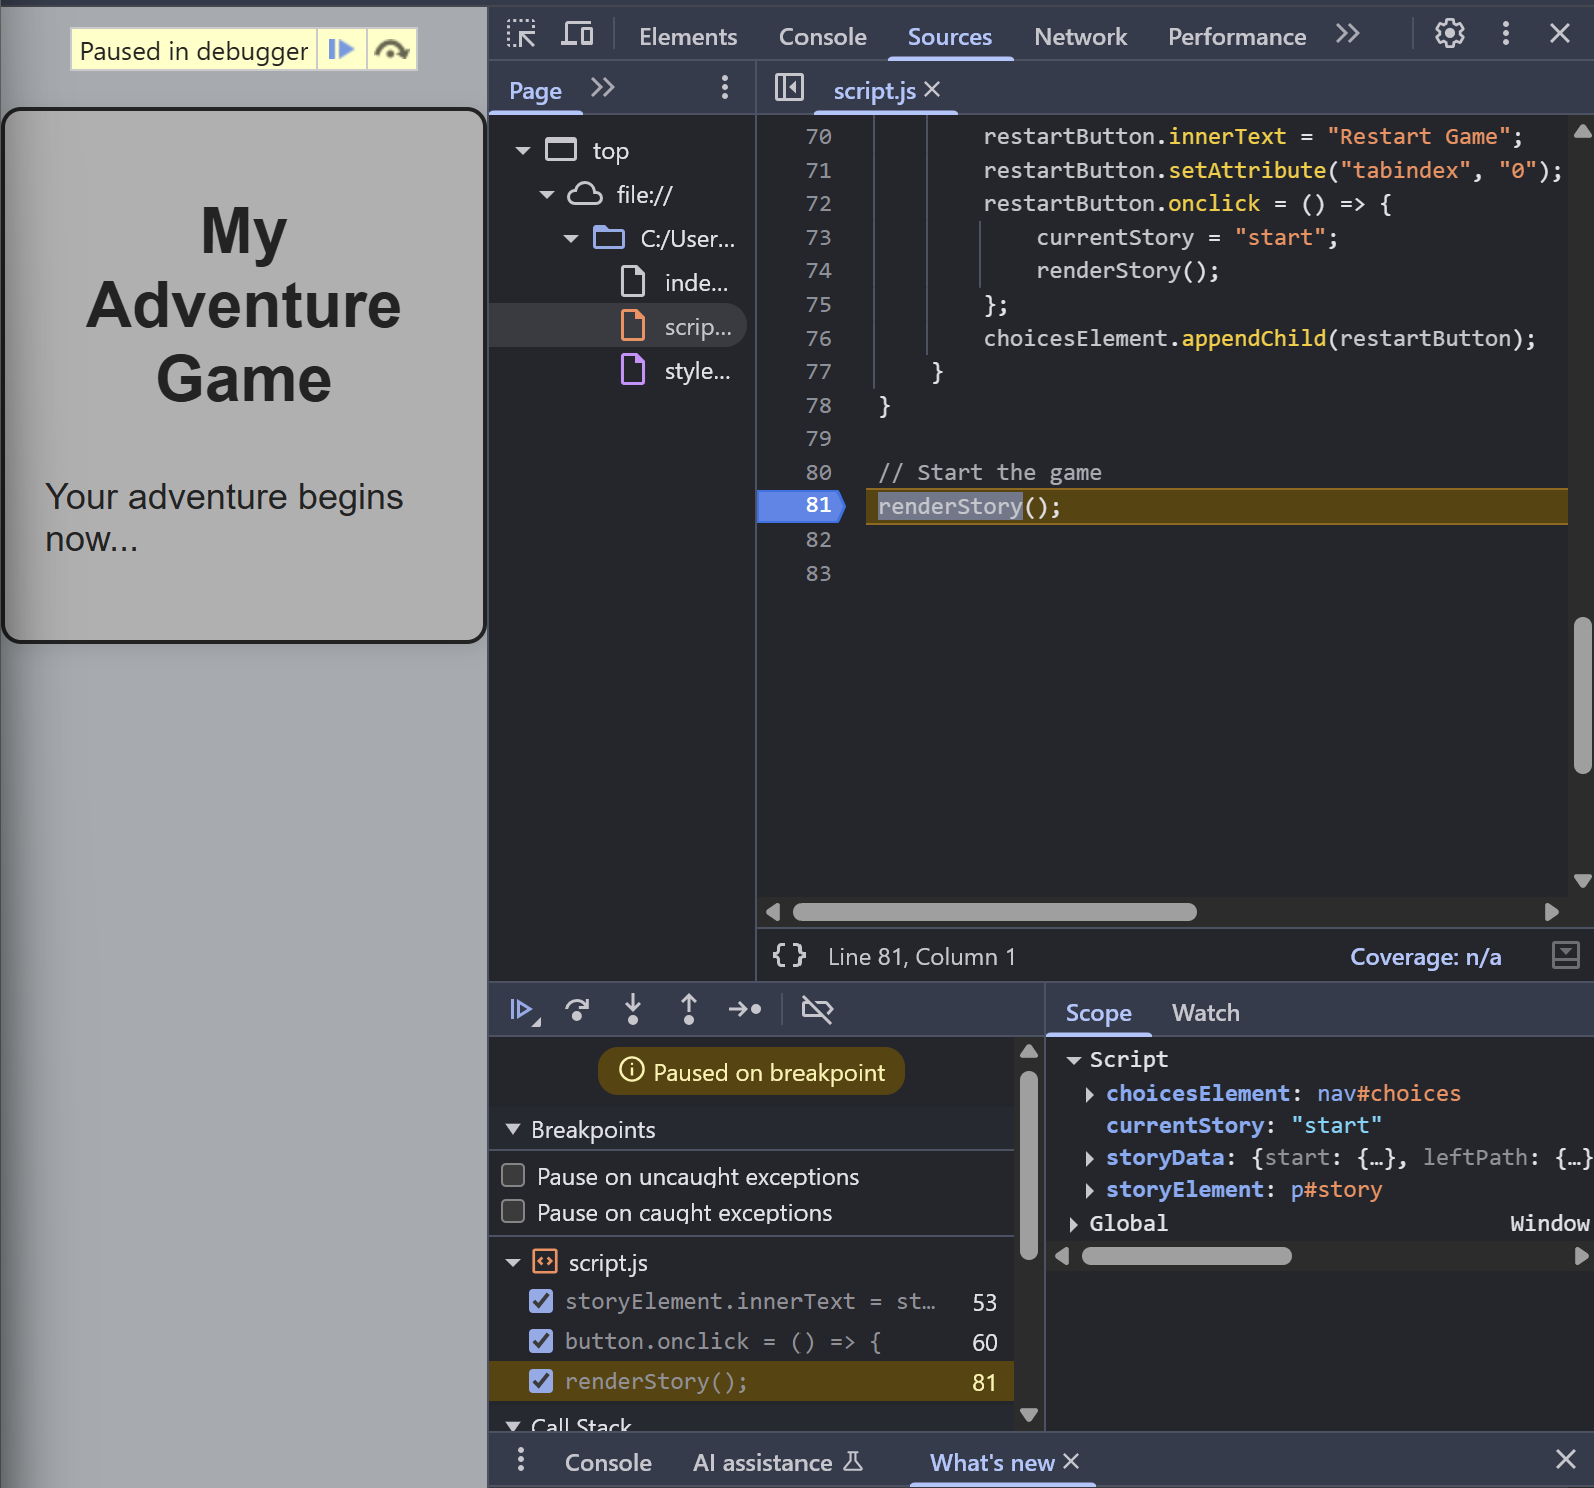 Paused in debugger
My
Adventure
Game
Your adventure begins
now...
Elements Console Sources Network Performance
Page
script.js
top
file://
C:/User...
inde...
scrip...
style...
70 restartButton.innerText = "Restart Game";
71 restartButton.setAttribute("tabindex", "0");
72 restartButton.onclick = () => {
73 currentStory = "start";
74 renderStory();
75 };
76 choicesElement.appendChild(restartButton);
77 }
78 }
79
80 // Start the game
81 renderStory();
82
83
{} Line 81, Column 1 Coverage: n/a
Paused on breakpoint
Breakpoints
Pause on uncaught exceptions
Pause on caught exceptions
script.js
storyElement.innerText = st... 53
button.onclick = () => { 60
renderStory(); 81
Call Stack
Scope Watch
Script
choicesElement: nav#choices
currentStory: "start"
storyData: {start: {…}, leftPath: {…}
storyElement: p#story
Global Window
Console AI assistance What's new